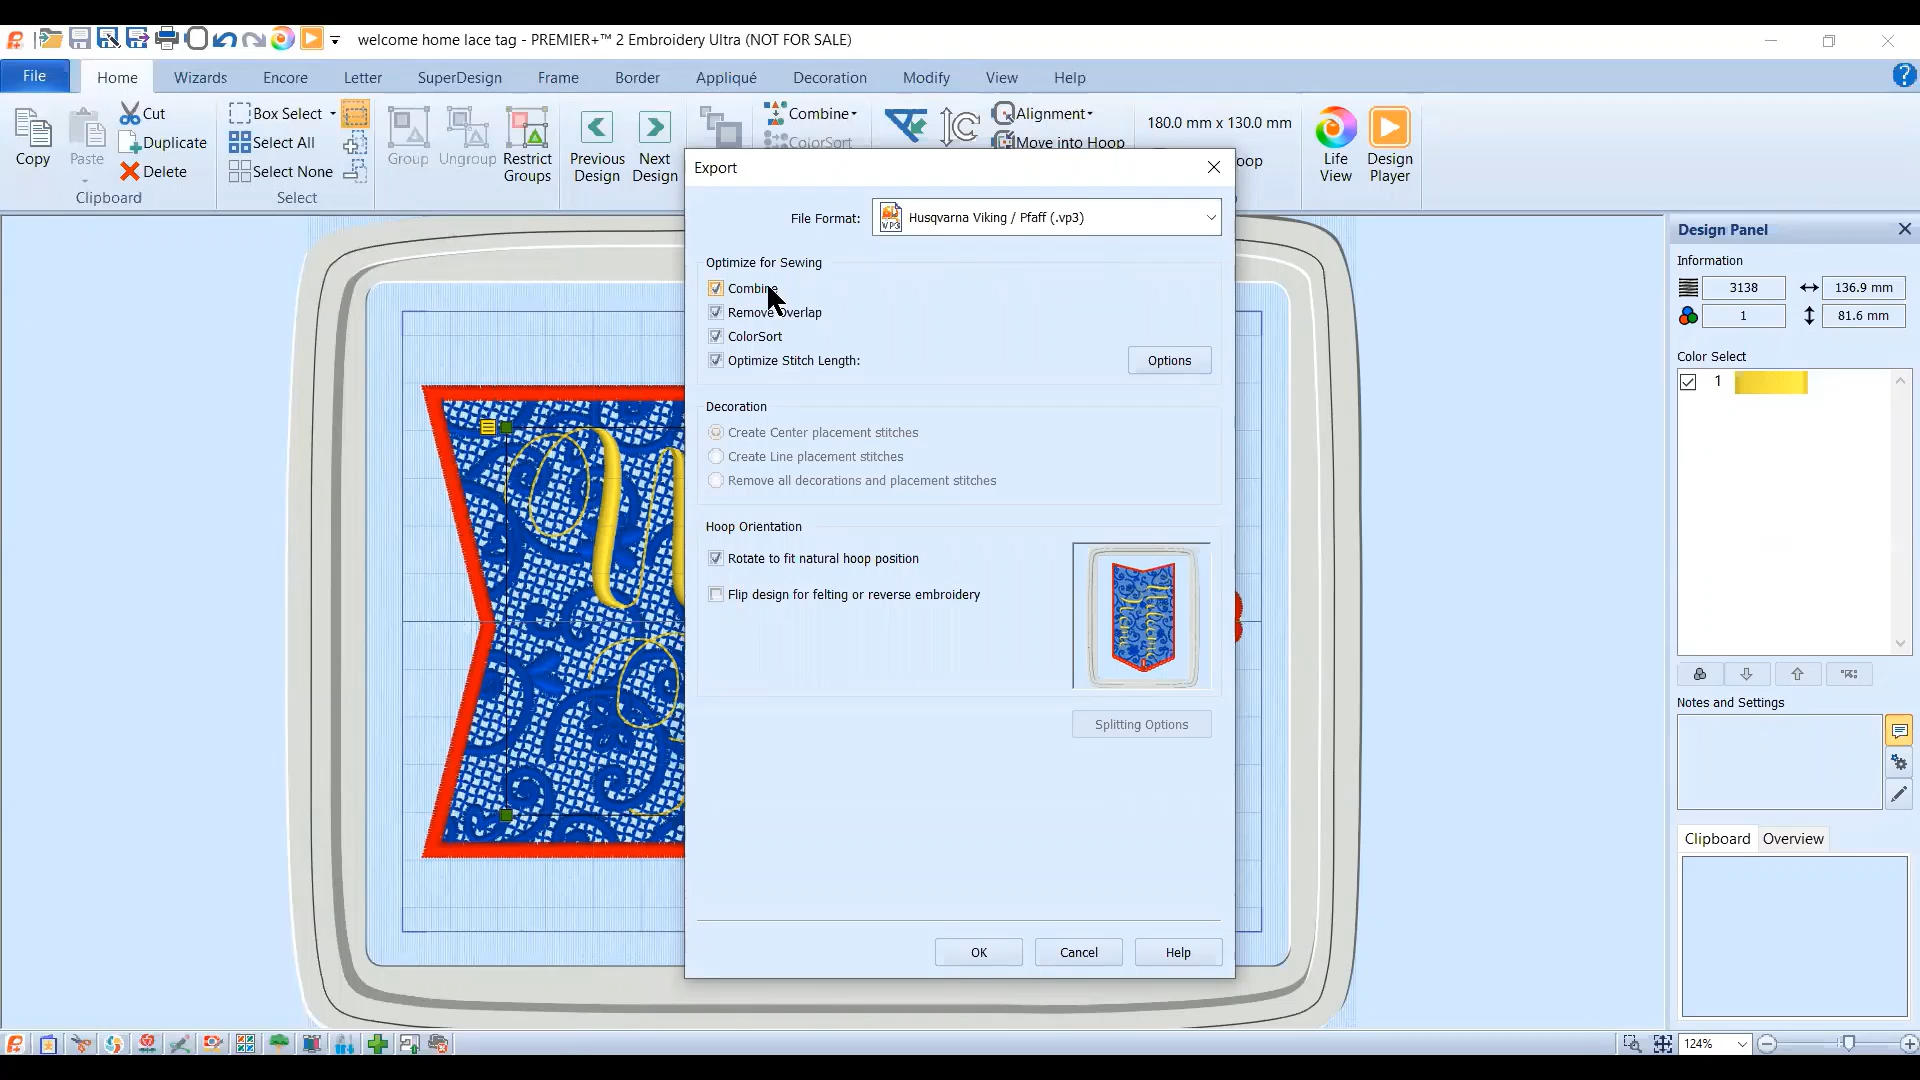 welcome home lace tag - PREMIER+™ 2 Embroidery Ultra (NOT FOR SALE)
File Home Wizards Encore Letter SuperDesign Frame Border Appliqué Decoration Modify View Help
Copy
Paste
Cut
Duplicate
Delete
Clipboard
Box Select
Select All
Select None
Select
Group
Ungroup
Restrict Groups
Previous Design
Next Design
Combine
ColorSort
Alignment
Move into Hoop
180.0 mm x 130.0 mm
Life View
Design Player
Export
File Format: Husqvarna Viking / Pfaff (.vp3)
VP3
Optimize for Sewing
Combine
Remove Overlap
ColorSort
Optimize Stitch Length:
Options
Decoration
Create Center placement stitches
Create Line placement stitches
Remove all decorations and placement stitches
Hoop Orientation
Rotate to fit natural hoop position
Flip design for felting or reverse embroidery
Welcome
Home
Splitting Options
OK Cancel Help
Design Panel
Information
3138 136.9 mm
1 81.6 mm
Color Select
1
Notes and Settings
Clipboard Overview
124%